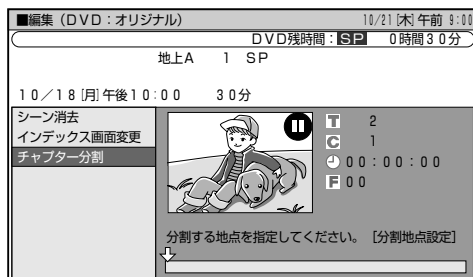 ■編集(DVD:オリジナル) 10/21[木]午前 9:00
DVD残時間:SP 0時間30分
地上A 1 SP
10/18[月]午後10:00 30分
シーン消去
インデックス画面変更
チャプター分割
T 2
C 1
00:00:00
F 00
分割する地点を指定してください。 [分割地点設定]